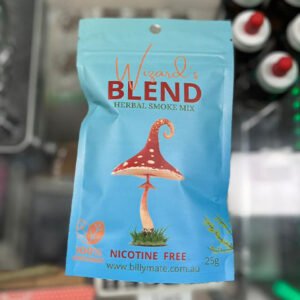 Wizard's
BLEND
HERBAL SMOKE MIX
NICOTINE FREE
25g
www.billymate.com.au